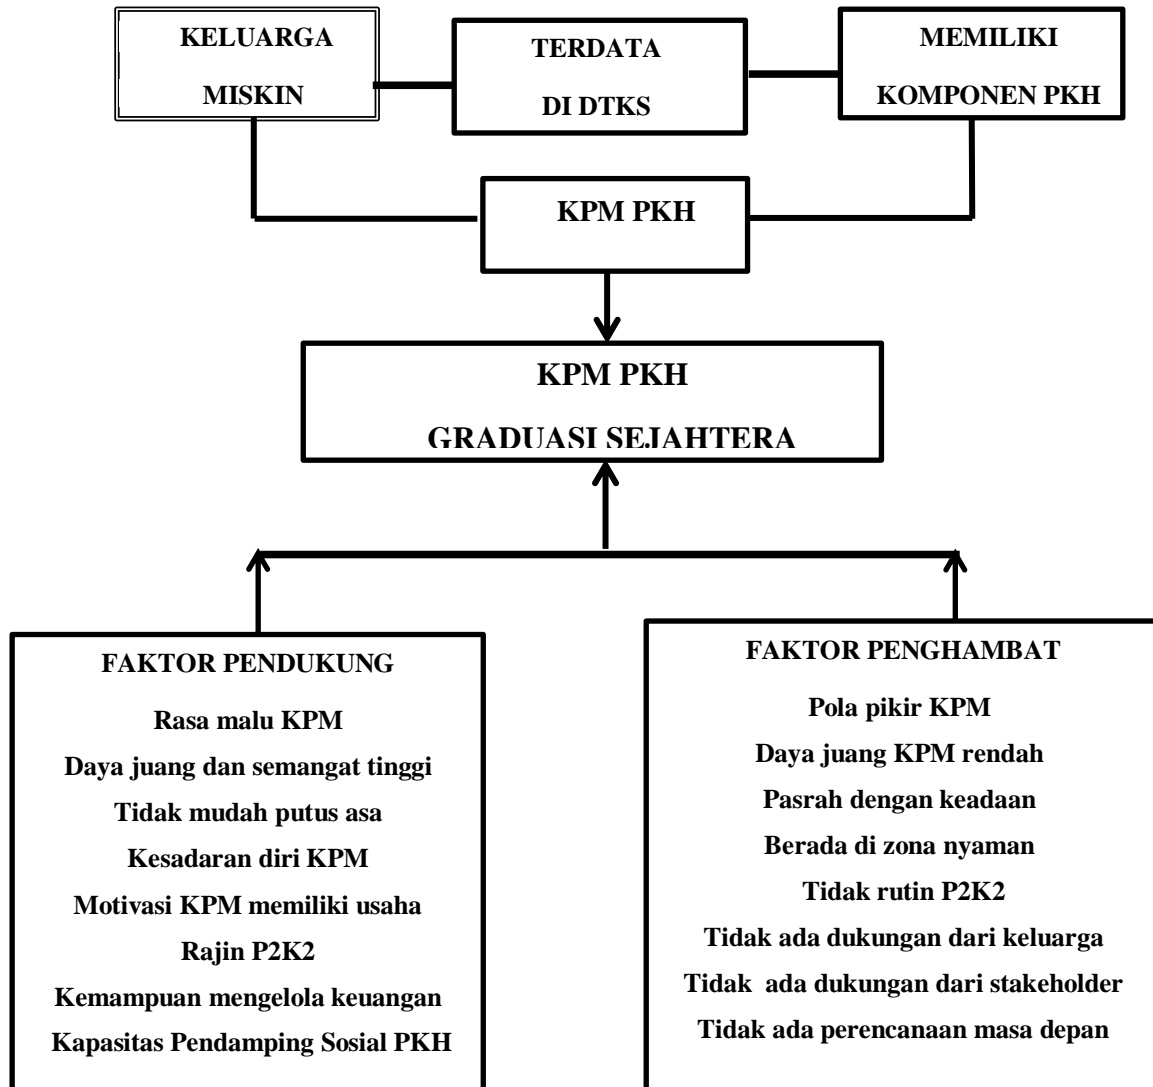 KELUARGA
MISKIN
TERDATA
DI DTKS
MEMILIKI
KOMPONEN PKH
KPM PKH
KPM PKH
GRADUASI SEJAHTERA
FAKTOR PENDUKUNG
Rasa malu KPM
Daya juang dan semangat tinggi
Tidak mudah putus asa
Kesadaran diri KPM
Motivasi KPM memiliki usaha
Rajin P2K2
Kemampuan mengelola keuangan
Kapasitas Pendamping Sosial PKH
FAKTOR PENGHAMBAT
Pola pikir KPM
Daya juang KPM rendah
Pasrah dengan keadaan
Berada di zona nyaman
Tidak rutin P2K2
Tidak ada dukungan dari keluarga
Tidak ada dukungan dari stakeholder
Tidak ada perencanaan masa depan